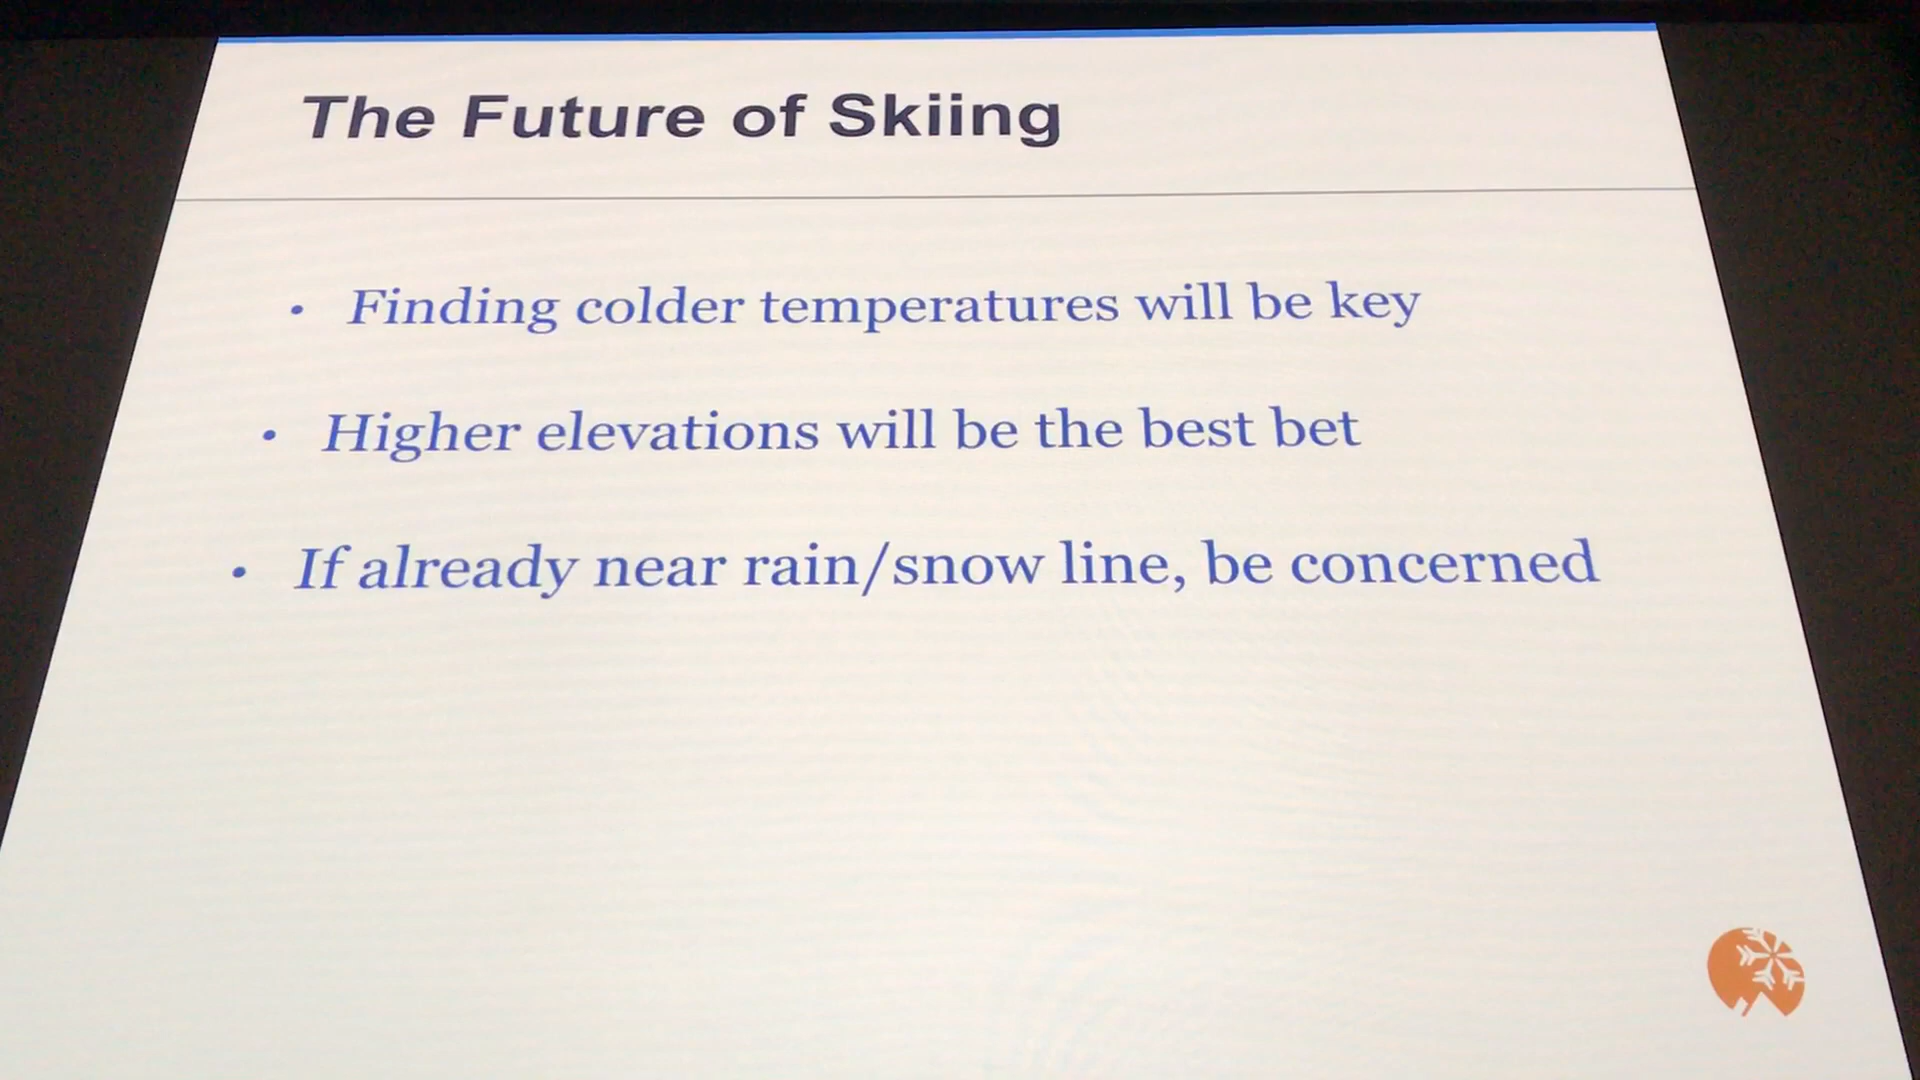 The Future of Skiing
• Finding colder temperatures will be key
• Higher elevations will be the best bet
• If already near rain/snow line, be concerned